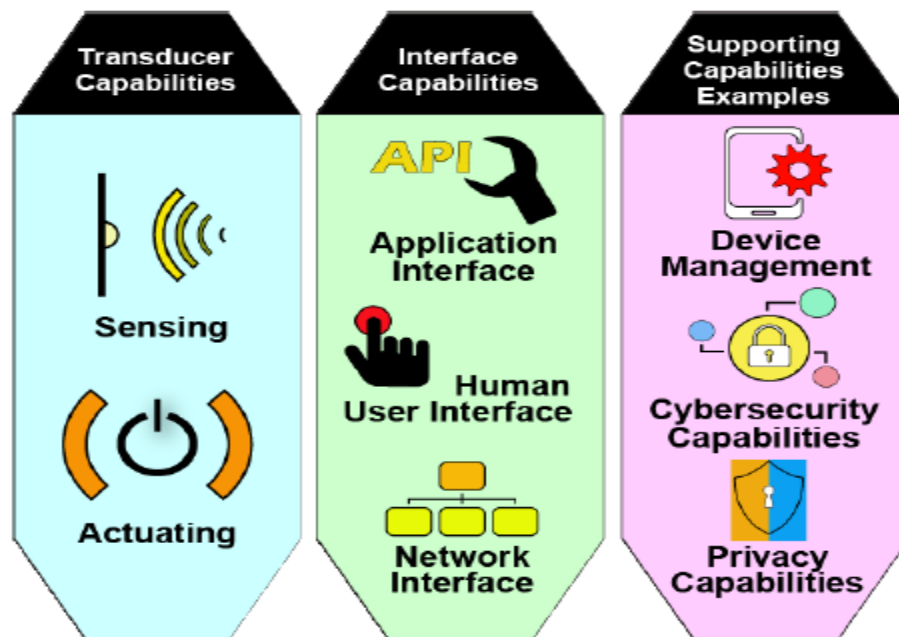 Transducer
Capabilities
Sensing
Actuating
Interface
Capabilities
API
Application
Interface
Human
User Interface
Network
Interface
Supporting
Capabilities
Examples
Device
Management
Cybersecurity
Capabilities
Privacy
Capabilities